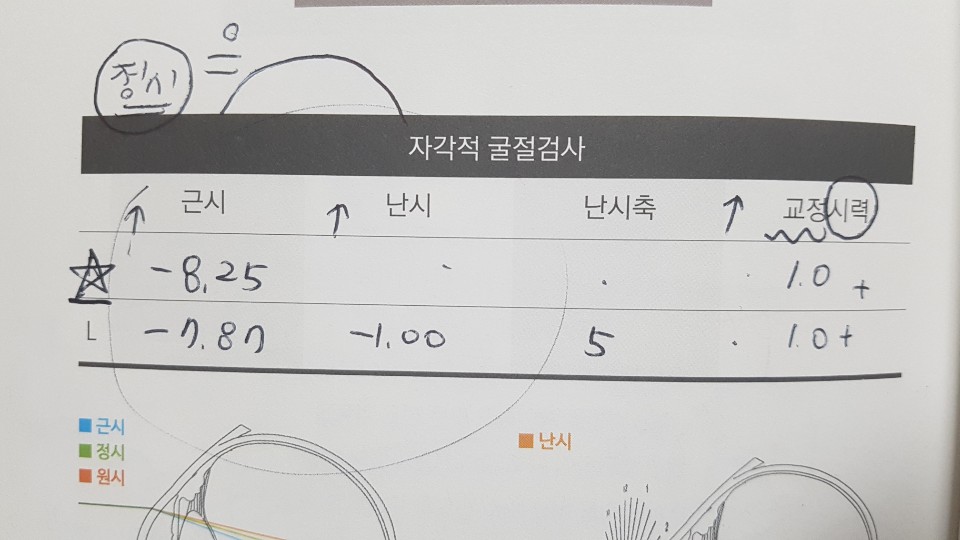 정시 = 0
자각적 굴절검사
↑ 근시 ↑ 난시 난시축 ↑ 교정시력
-8.25 - . . 1.0 +
L -7.87 -1.00 5 . 1.0 +
■ 근시 ■ 난시
■ 정시
■ 원시